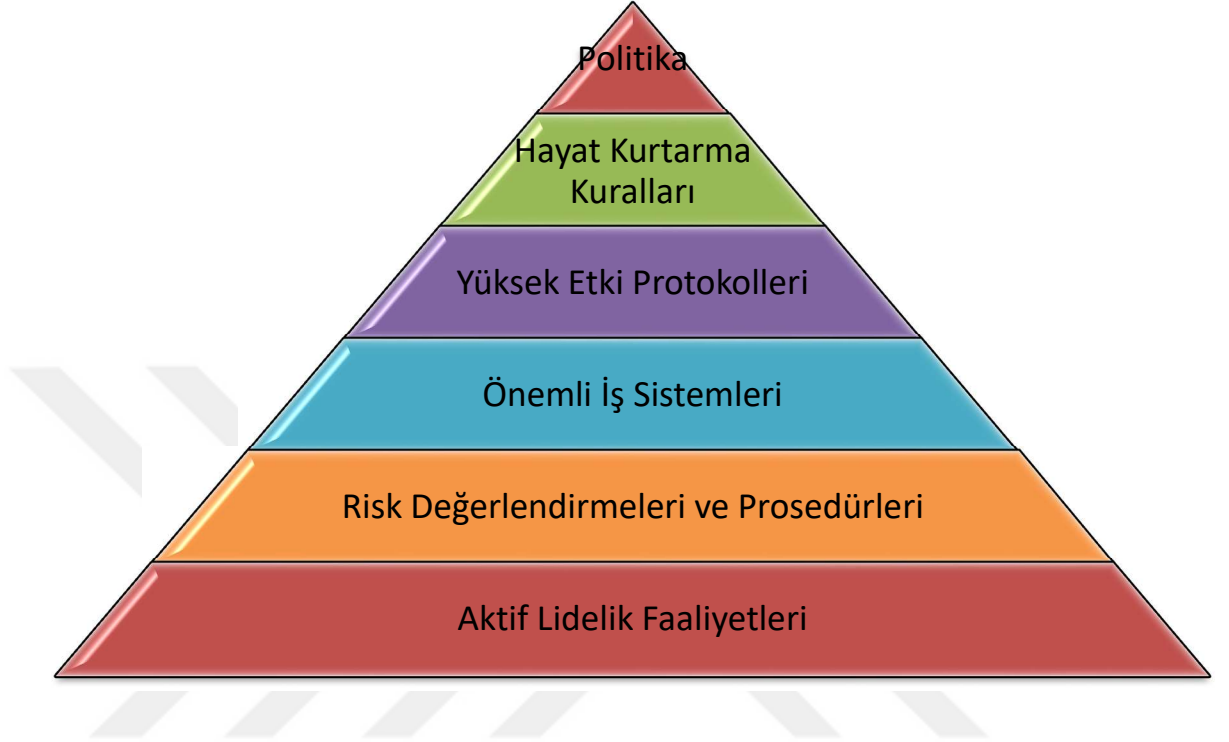 Politika
Hayat Kurtarma
Kuralları
Yüksek Etki Protokolleri
Önemli İş Sistemleri
Risk Değerlendirmeleri ve Prosedürleri
Aktif Lidelik Faaliyetleri